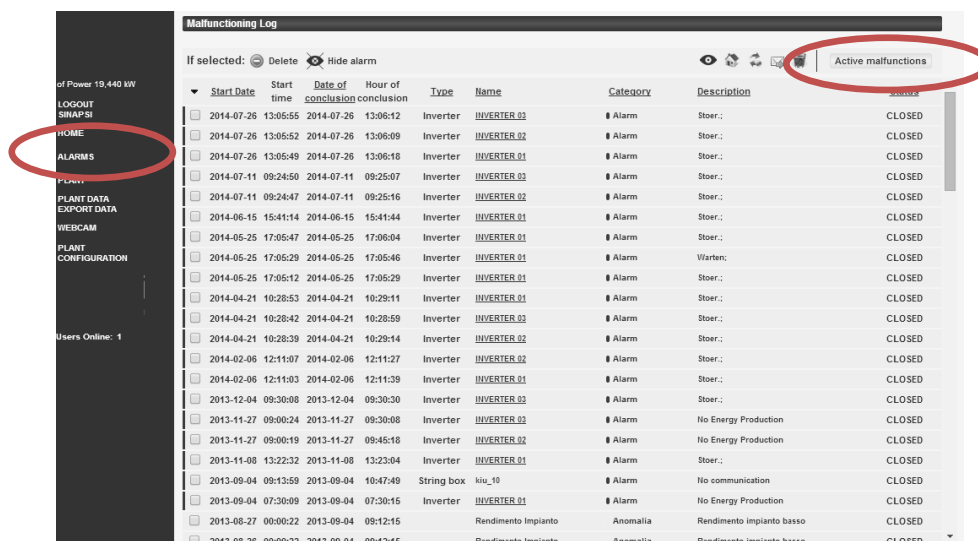 Malfunctioning Log
If selected: Delete Hide alarm Active malfunctions
of Power 19,440 kW
LOGOUT
SINAPSI
HOME
ALARMS
PLANT
PLANT DATA
EXPORT DATA
WEBCAM
PLANT
CONFIGURATION
Users Online: 1
Start Date Start time Date of conclusion Hour of conclusion Type Name Category Description Status
2014-07-26 13:05:55 2014-07-26 13:06:12 Inverter INVERTER 03 Alarm Stoer.; CLOSED
2014-07-26 13:05:52 2014-07-26 13:06:09 Inverter INVERTER 02 Alarm Stoer.; CLOSED
2014-07-26 13:05:49 2014-07-26 13:06:18 Inverter INVERTER 01 Alarm Stoer.; CLOSED
2014-07-11 09:24:50 2014-07-11 09:25:07 Inverter INVERTER 03 Alarm Stoer.; CLOSED
2014-07-11 09:24:47 2014-07-11 09:25:16 Inverter INVERTER 02 Alarm Stoer.; CLOSED
2014-06-15 15:41:14 2014-06-15 15:41:44 Inverter INVERTER 01 Alarm Stoer.; CLOSED
2014-05-25 17:05:47 2014-05-25 17:06:04 Inverter INVERTER 01 Alarm Stoer.; CLOSED
2014-05-25 17:05:29 2014-05-25 17:05:46 Inverter INVERTER 01 Alarm Warten; CLOSED
2014-05-25 17:05:12 2014-05-25 17:05:29 Inverter INVERTER 01 Alarm Stoer.; CLOSED
2014-04-21 10:28:53 2014-04-21 10:29:11 Inverter INVERTER 01 Alarm Stoer.; CLOSED
2014-04-21 10:28:42 2014-04-21 10:28:59 Inverter INVERTER 03 Alarm Stoer.; CLOSED
2014-04-21 10:28:39 2014-04-21 10:29:14 Inverter INVERTER 02 Alarm Stoer.; CLOSED
2014-02-06 12:11:07 2014-02-06 12:11:27 Inverter INVERTER 02 Alarm Stoer.; CLOSED
2014-02-06 12:11:03 2014-02-06 12:11:39 Inverter INVERTER 01 Alarm Stoer.; CLOSED
2013-12-04 09:30:08 2013-12-04 09:30:30 Inverter INVERTER 03 Alarm Stoer.; CLOSED
2013-11-27 09:00:24 2013-11-27 09:30:08 Inverter INVERTER 03 Alarm No Energy Production CLOSED
2013-11-27 09:00:19 2013-11-27 09:45:18 Inverter INVERTER 02 Alarm No Energy Production CLOSED
2013-11-08 13:22:32 2013-11-08 13:23:04 Inverter INVERTER 01 Alarm Stoer.; CLOSED
2013-09-04 09:13:59 2013-09-04 10:47:49 String box kiu_10 Alarm No communication CLOSED
2013-09-04 07:30:09 2013-09-04 07:30:15 Inverter INVERTER 01 Alarm No Energy Production CLOSED
2013-08-27 00:00:22 2013-09-04 09:12:15 Rendimento Impianto Anomalia Rendimento impianto basso CLOSED
2013-08-26 00:00:22 2013-09-04 09:12:15 Rendimento Impianto Anomalia Rendimento impianto basso CLOSED